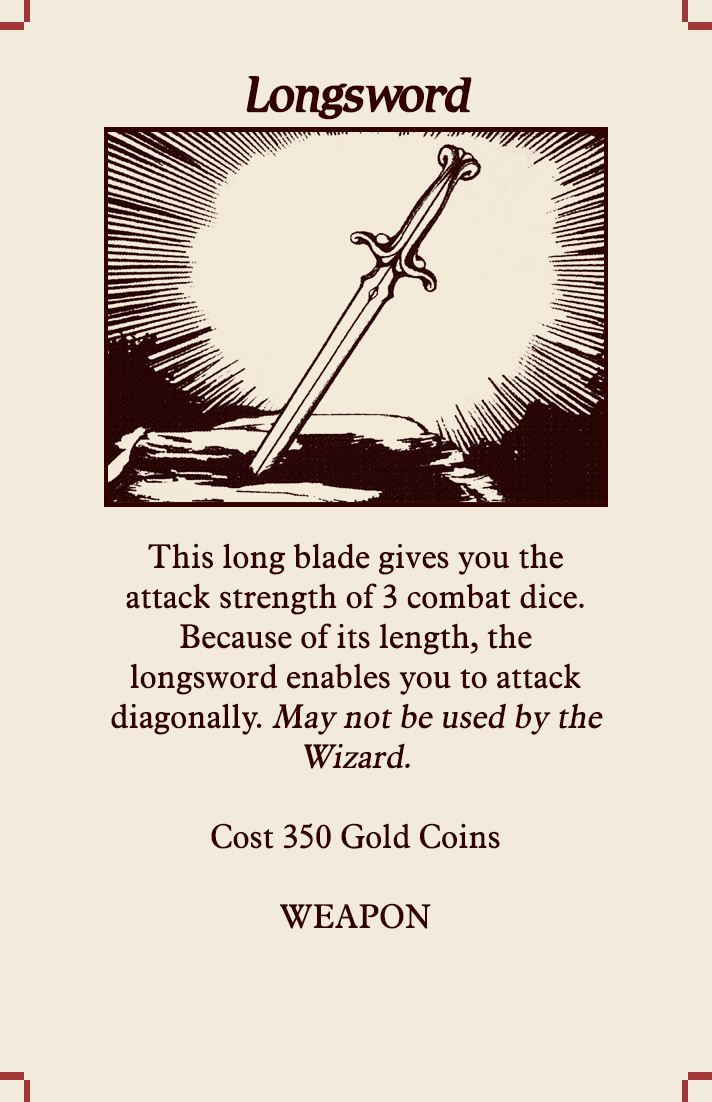 Longsword
This long blade gives you the
attack strength of 3 combat dice.
Because of its length, the
longsword enables you to attack
diagonally. May not be used by the
Wizard.
Cost 350 Gold Coins
WEAPON